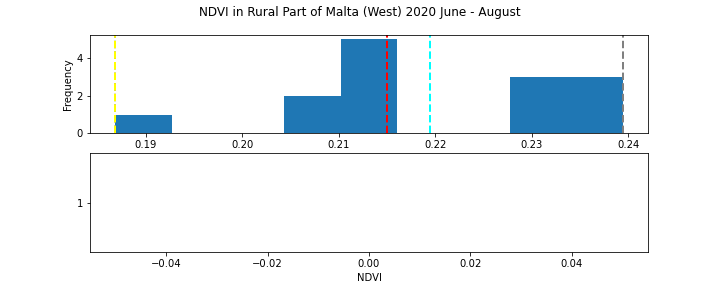 NDVI in Rural Part of Malta (West) 2020 June - August
Frequency
4
2
0
0.19 0.20 0.21 0.22 0.23 0.24
1
−0.04 −0.02 0.00 0.02 0.04
NDVI